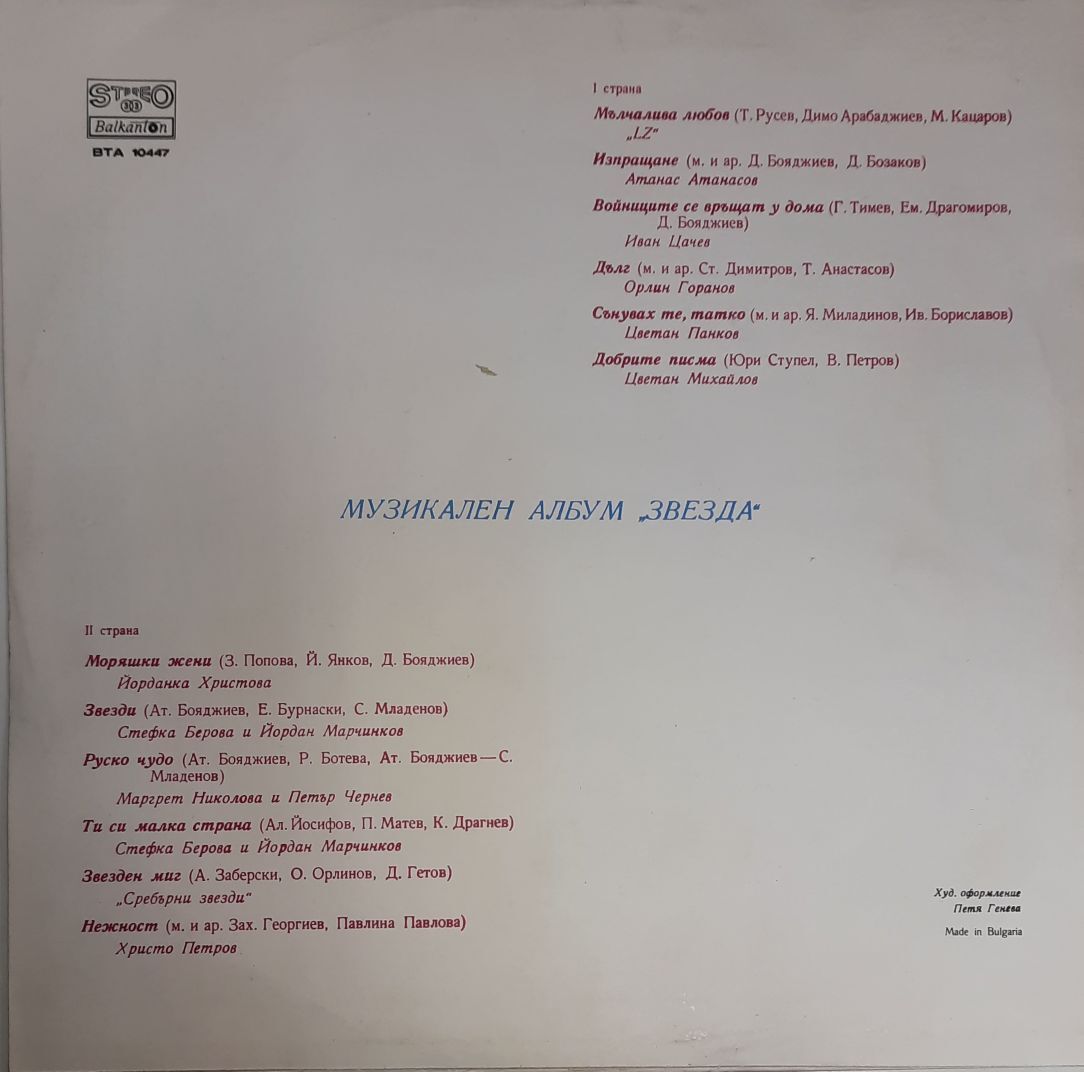 STEREO
33
Balkanton
BTA 10447
I страна
Мълчалива любов (Т. Русев, Димо Арабаджиев, М. Кацаров)
„LZ“
Изпращане (м. и ар. Д. Бояджиев, Д. Бозаков)
Атанас Атанасов
Войниците се връщат у дома (Г. Тимев, Ем. Драгомиров,
Д. Бояджиев)
Иван Цачев
Дълг (м. и ар. Ст. Димитров, Т. Анастасов)
Орлин Горанов
Сънувах те, татко (м. и ар. Я. Миладинов, Ив. Бориславов)
Цветан Панков
Добрите писма (Юри Ступел, В. Петров)
Цветан Михайлов
МУЗИКАЛЕН АЛБУМ „ЗВЕЗДА“
II страна
Моряшки жени (З. Попова, Й. Янков, Д. Бояджиев)
Йорданка Христова
Звезди (Ат. Бояджиев, Е. Бурнаски, С. Младенов)
Стефка Берова и Йордан Марчинков
Руско чудо (Ат. Бояджиев, Р. Ботева, Ат. Бояджиев — С.
Младенов)
Маргрет Николова и Петър Чернев
Ти си малка страна (Ал. Йосифов, П. Матев, К. Драгнев)
Стефка Берова и Йордан Марчинков
Звезден миг (А. Заберски, О. Орлинов, Д. Гетов)
„Сребърни звезди“
Нежност (м. и ар. Зах. Георгиев, Павлина Павлова)
Христо Петров
Худ. оформление
Петя Генева
Made in Bulgaria